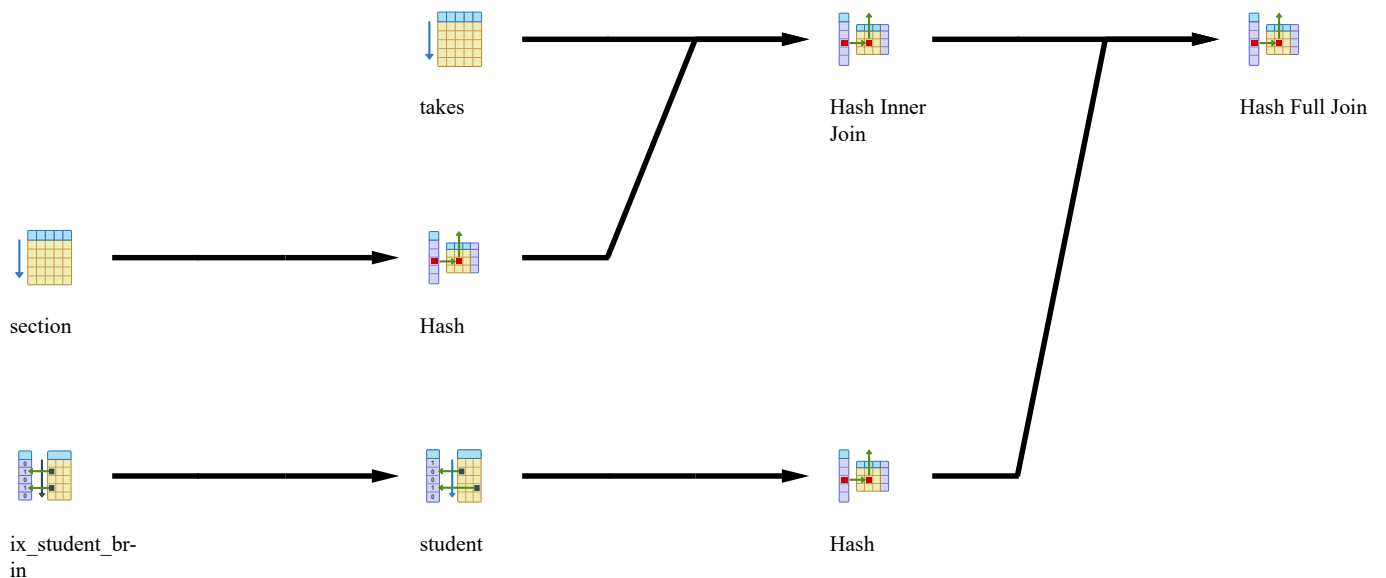 takes
Hash Inner
Join
Hash Full Join
section
Hash
ix_student_br-
in
student
Hash